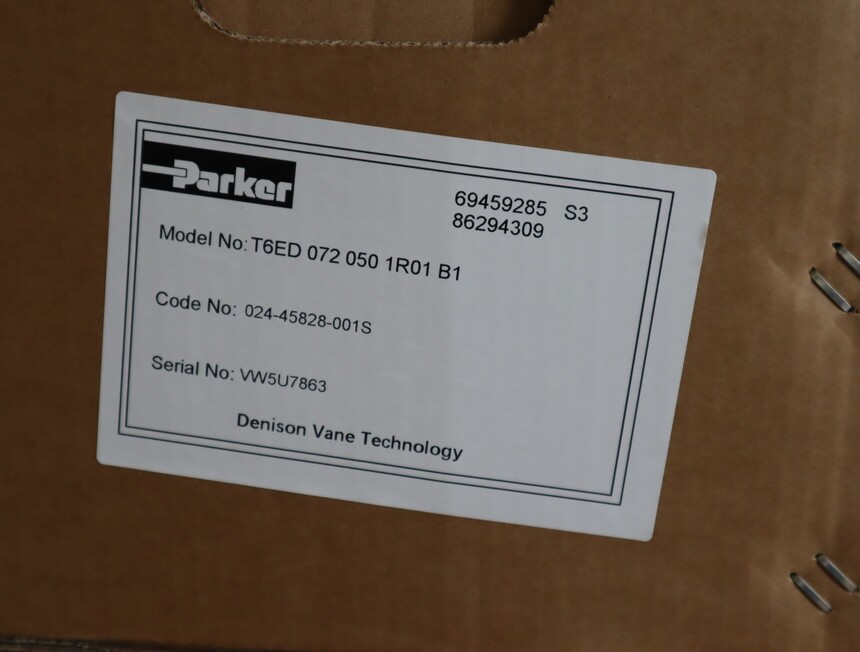 Parker
69459285 S3
86294309
Model No: T6ED 072 050 1R01 B1
Code No: 024-45828-001S
Serial No: VW5U7863
Denison Vane Technology